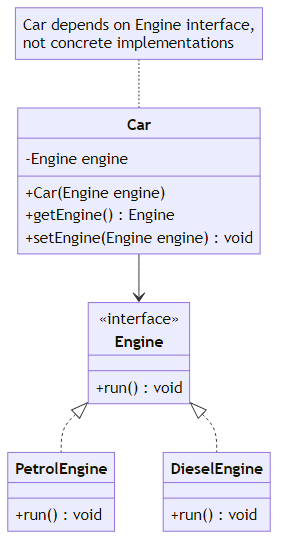 Car depends on Engine interface,
not concrete implementations
Car
-Engine engine
+Car(Engine engine)
+getEngine() : Engine
+setEngine(Engine engine) : void
«interface»
Engine
+run() : void
PetrolEngine
+run() : void
DieselEngine
+run() : void